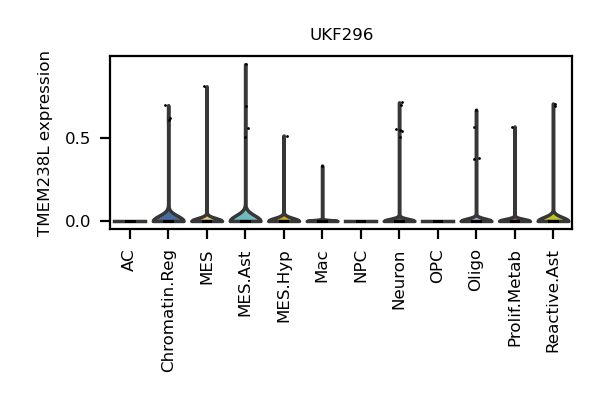 UKF296
TMEM238L expression
0.5
0.0
AC
Chromatin.Reg
MES
MES.Ast
MES.Hyp
Mac
NPC
Neuron
OPC
Oligo
Prolif.Metab
Reactive.Ast